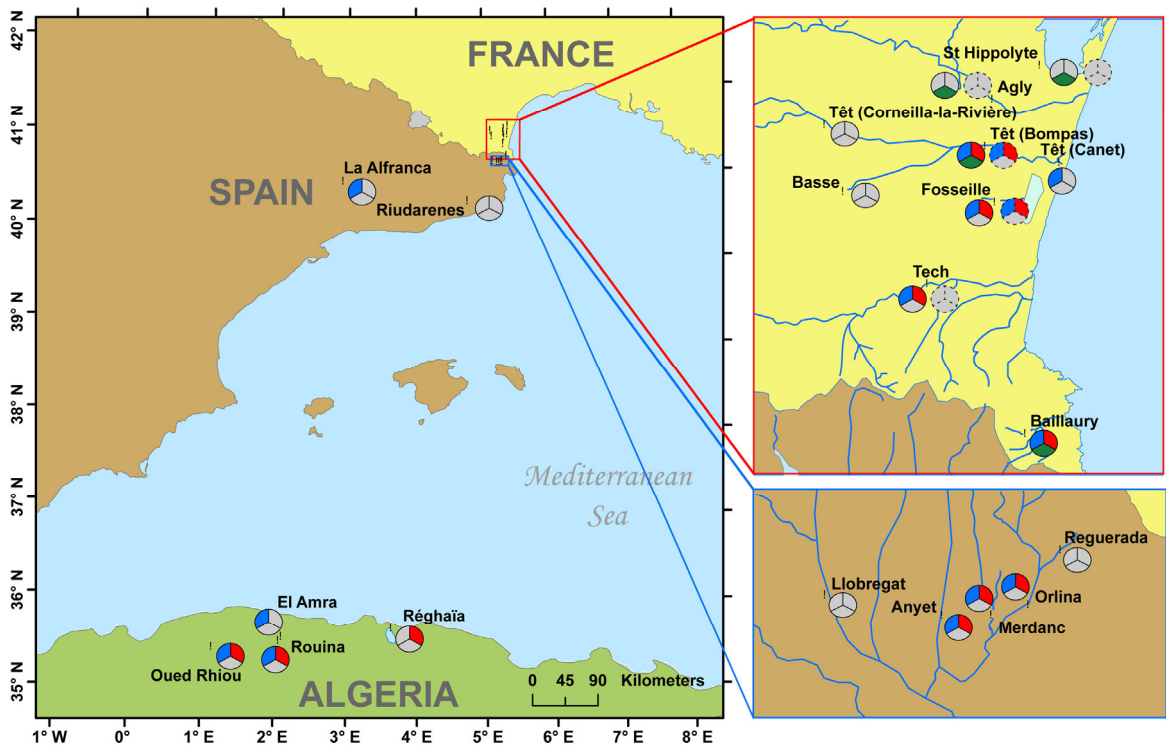 42° N
41° N
40° N
39° N
38° N
37° N
36° N
35° N
1° W
0°
1° E
2° E
3° E
4° E
5° E
6° E
7° E
8° E
FRANCE
SPAIN
La Alfranca
Riudarenes
Mediterranean
Sea
El Amra
Réghaïa
Rouina
Oued Rhiou
ALGERIA
0 45 90 Kilometers
St Hippolyte
Agly
Têt (Corneilla-la-Rivière)
Têt (Bompas)
Têt (Canet)
Basse
Fosseille
Tech
Baillaury
Reguerada
Llobregat
Orlina
Anyet
Merdanc